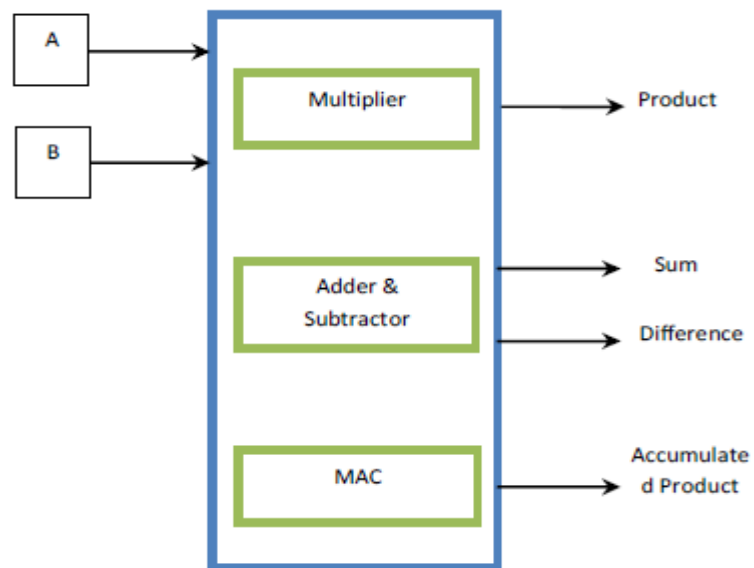 A
Multiplier
Product
B
Adder &
Subtractor
Sum
Difference
MAC
Accumulate
d Product